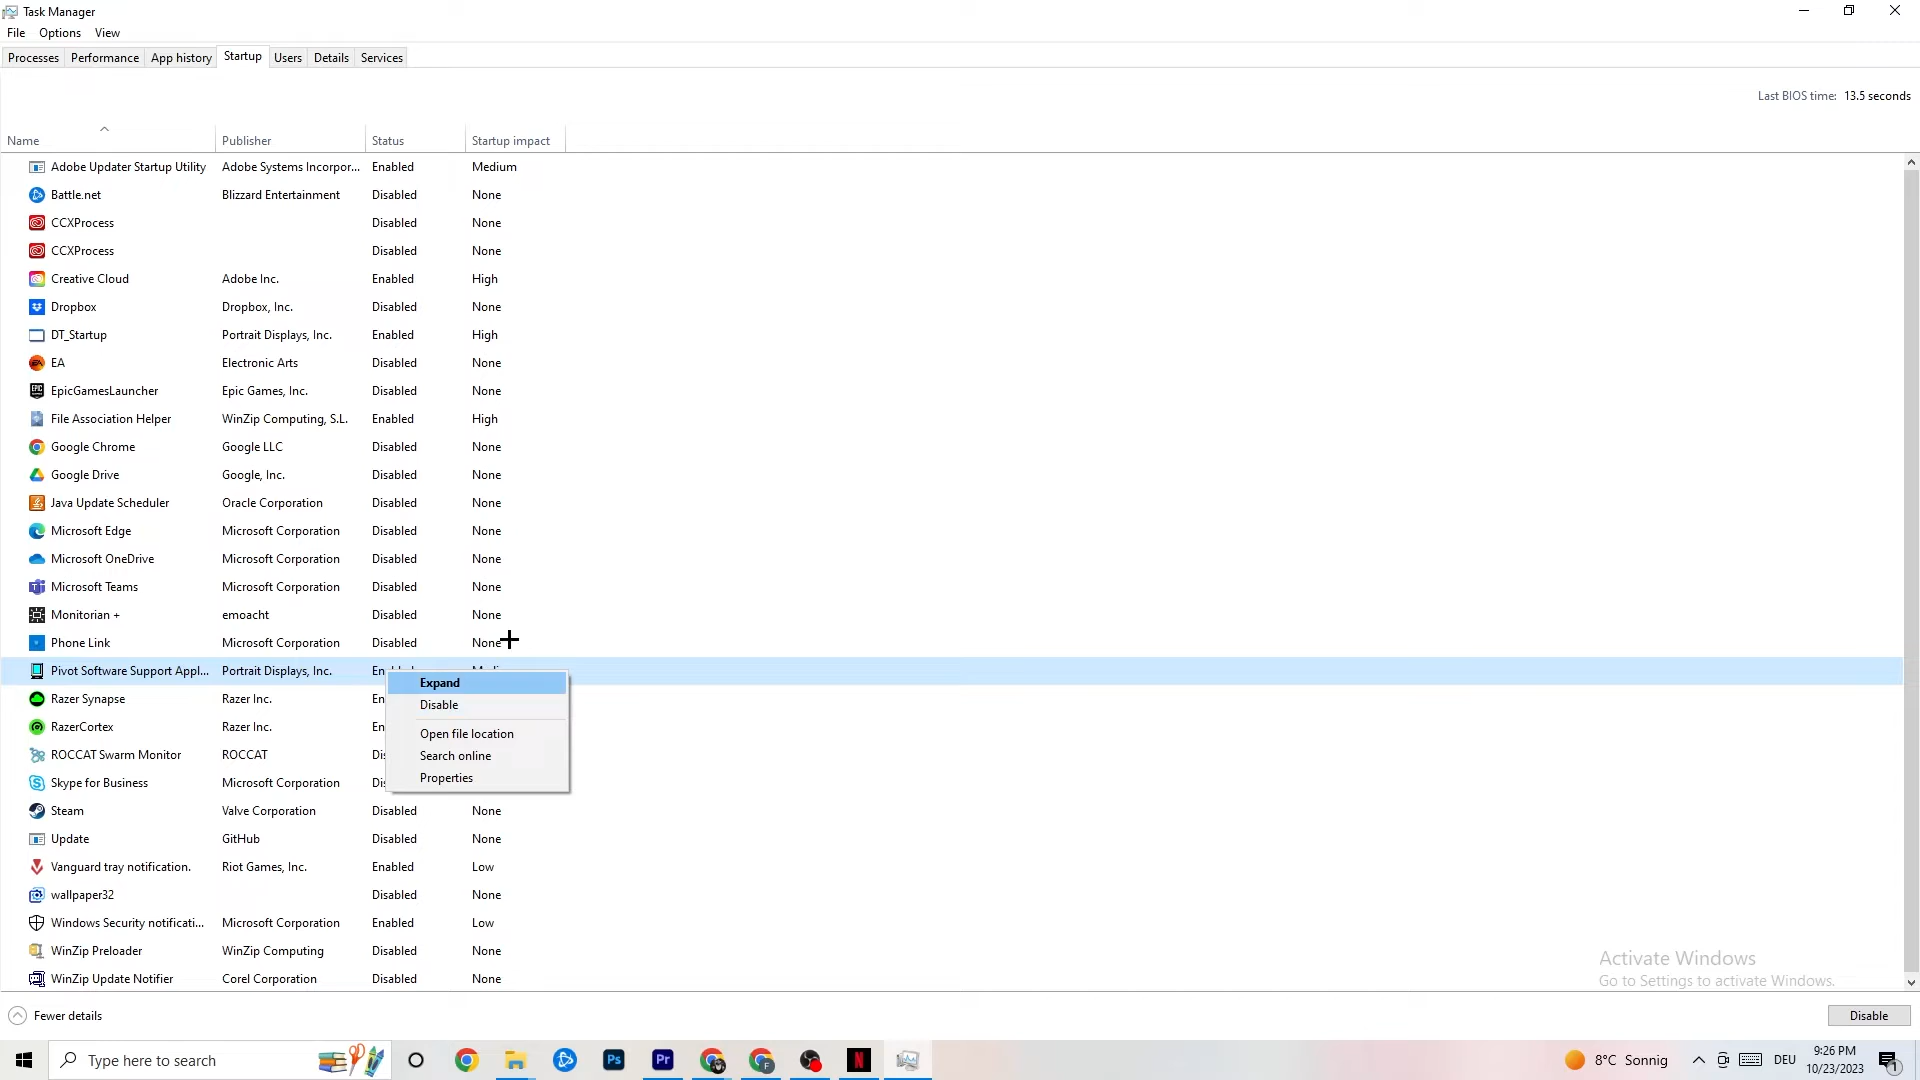 Task Manager
File Options View
Processes Performance App history Startup Users Details Services
Last BIOS time: 13.5 seconds
Name Publisher Status Startup impact
Adobe Updater Startup Utility Adobe Systems Incorpor... Enabled Medium
Battle.net Blizzard Entertainment Disabled None
CCXProcess Disabled None
CCXProcess Disabled None
Creative Cloud Adobe Inc. Enabled High
Dropbox Dropbox, Inc. Disabled None
DT_Startup Portrait Displays, Inc. Enabled High
EA Electronic Arts Disabled None
EpicGamesLauncher Epic Games, Inc. Disabled None
File Association Helper WinZip Computing, S.L. Enabled High
Google Chrome Google LLC Disabled None
Google Drive Google, Inc. Disabled None
Java Update Scheduler Oracle Corporation Disabled None
Microsoft Edge Microsoft Corporation Disabled None
Microsoft OneDrive Microsoft Corporation Disabled None
Microsoft Teams Microsoft Corporation Disabled None
Monitorian + emoacht Disabled None
Phone Link Microsoft Corporation Disabled None
Pivot Software Support Appl... Portrait Displays, Inc.
Expand
Disable
Open file location
Search online
Properties
Razer Synapse Razer Inc. En
RazerCortex Razer Inc. En
ROCCAT Swarm Monitor ROCCAT Dis
Skype for Business Microsoft Corporation Dis
Steam Valve Corporation Disabled None
Update GitHub Disabled None
Vanguard tray notification. Riot Games, Inc. Enabled Low
wallpaper32 Disabled None
Windows Security notificati... Microsoft Corporation Enabled Low
WinZip Preloader WinZip Computing Disabled None
WinZip Update Notifier Corel Corporation Disabled None
Activate Windows
Go to Settings to activate Windows.
Fewer details Disable
Type here to search Ps Pr F N 8°C Sonnig DEU 9:26 PM
10/23/2023 1